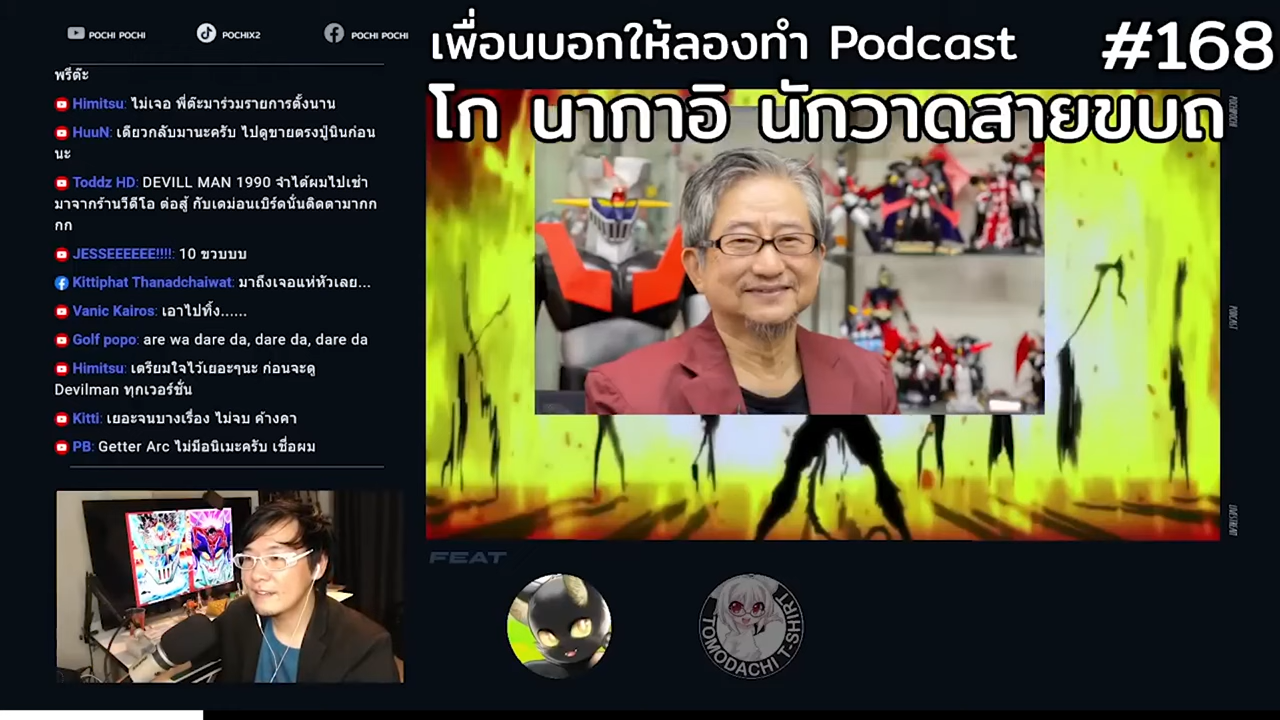 POCHI POCHI
POCHIX2
POCHI POCHI
เพื่อนบอกให้ลองทำ Podcast
#168
โก นากาอิ นักวาดสายขบถ
พรีต๊ะ
Himitsu: ไม่เจอ พี่ต๊ะมาร่วมรายการตั้งนาน
HuuN: เดี๋ยวกลับมานะครับ ไปดูขายตรงปู่นินก่อน
นะ
Toddz HD: DEVILL MAN 1990 จำได้ผมไปเช่า
มาจากร้านวีดีโอ ต่อสู้ กับเดม่อนเบิร์ดนั้นติดตามากก
กก
JESSEEEEEE!!!!: 10 ขวบบบ
Kittiphat Thanadchaiwat: มาถึงเจอแห่หัวเลย...
Vanic Kairos: เอาไปทิ้ง......
Golf popo: are wa dare da, dare da, dare da
Himitsu: เตรียมใจไว้เยอะๆนะ ก่อนจะดู
Devilman ทุกเวอร์ชั่น
Kitti: เยอะจนบางเรื่อง ไม่จบ ค้างคา
PB: Getter Arc ไม่มีอนิเมะครับ เชื่อผม
POCHIPOCHI
PODCAST
LIVESTREAM
FEAT
TOMODACHI T-SHIRT